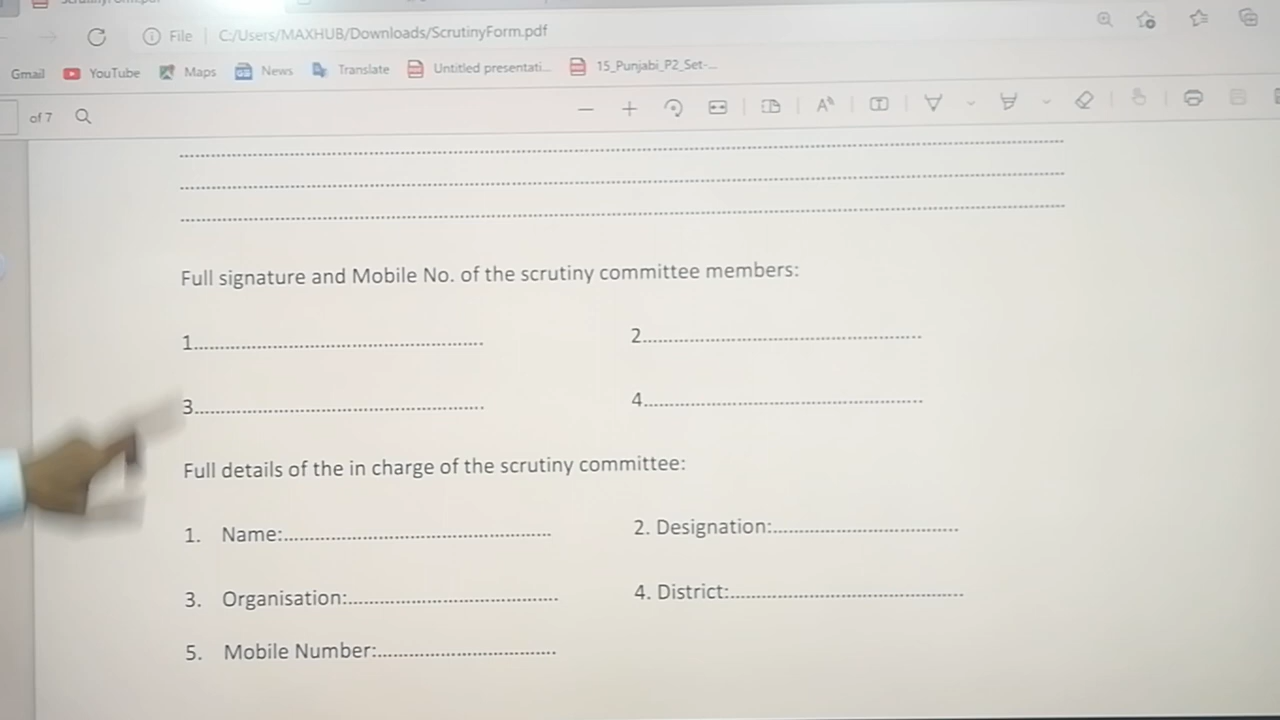 File | C:/Users/MAXHUB/Downloads/ScrutinyForm.pdf
Gmail YouTube Maps News Translate Untitled presentati... 15_Punjabi_P2_Set-...
of 7
Full signature and Mobile No. of the scrutiny committee members:
1.................................................... 2....................................................
3.................................................... 4....................................................
Full details of the in charge of the scrutiny committee:
1. Name:.................................................... 2. Designation:....................................
3. Organisation:........................................ 4. District:.............................................
5. Mobile Number:..................................